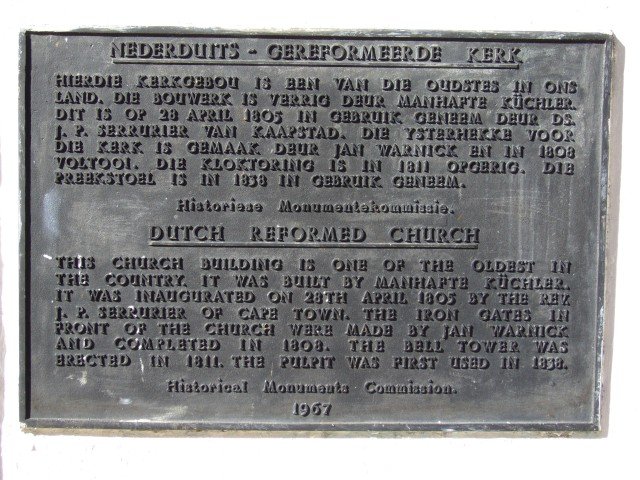 NEDERDUITS - GEREFORMEERDE KERK
HIERDIE KERKGEBOU IS EEN VAN DIE OUDSTES IN ONS
LAND. DIE BOUWERK IS VERRIG DEUR MANHAFTE KÜCHLER.
DIT IS OP 28 APRIL 1805 IN GEBRUIK GENEEM DEUR DS.
J. P. SERRURIER VAN KAAPSTAD. DIE YSTERHEKKE VOOR
DIE KERK IS GEMAAK DEUR JAN WARNICK EN IN 1808
VOLTOOI. DIE KLOKTORING IS IN 1811 OPGERIG. DIE
PREEKSTOEL IS IN 1838 IN GEBRUIK GENEEM.
Historiese Monumentekommissie.
DUTCH REFORMED CHURCH
THIS CHURCH BUILDING IS ONE OF THE OLDEST IN
THE COUNTRY. IT WAS BUILT BY MANHAFTE KÜCHLER.
IT WAS INAUGURATED ON 28TH APRIL 1805 BY THE REV.
J. P. SERRURIER OF CAPE TOWN. THE IRON GATES IN
FRONT OF THE CHURCH WERE MADE BY JAN WARNICK
AND COMPLETED IN 1808. THE BELL TOWER WAS
ERECTED IN 1811. THE PULPIT WAS FIRST USED IN 1838.
Historical Monuments Commission.
1967